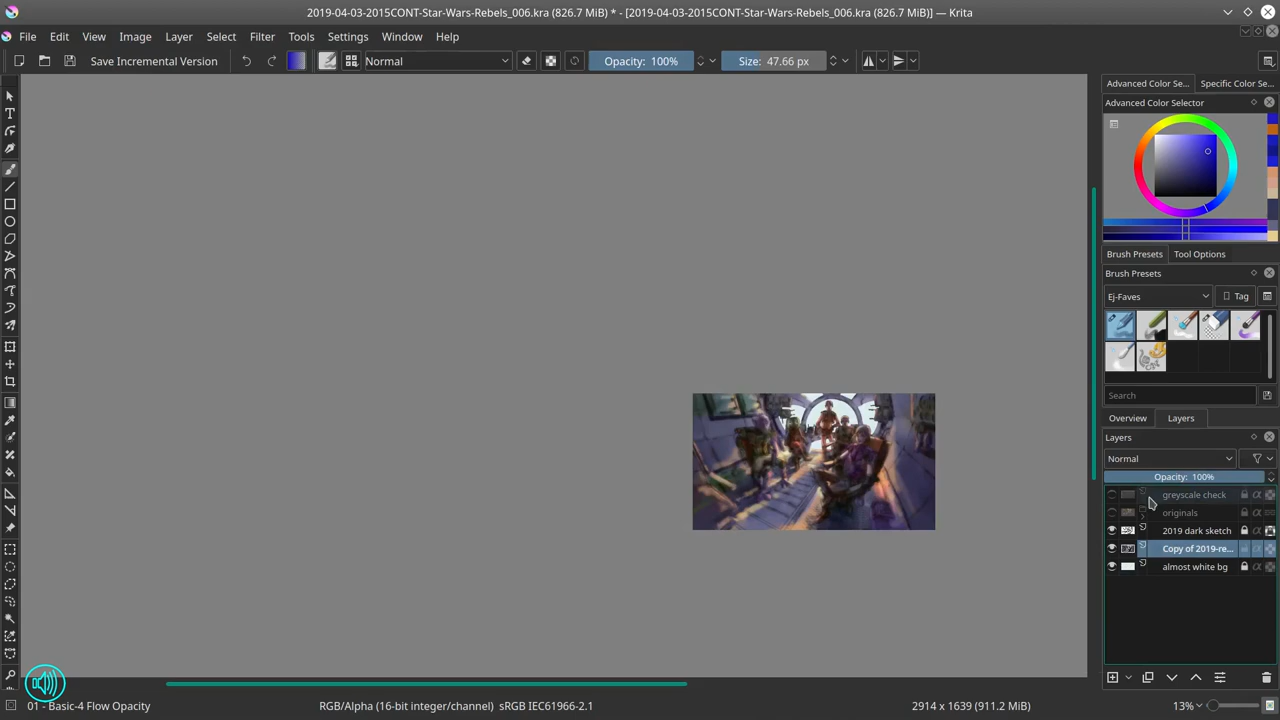 2019-04-03-2015CONT-Star-Wars-Rebels_006.kra (826.7 MiB) * - [2019-04-03-2015CONT-Star-Wars-Rebels_006.kra (826.7 MiB)] — Krita
File Edit View Image Layer Select Filter Tools Settings Window Help
Save Incremental Version Normal Opacity: 100% Size: 47.66 px
Advanced Color Se... Specific Color Se...
Advanced Color Selector
Brush Presets Tool Options
Brush Presets
Ej-Faves Tag
Search
Overview Layers
Layers
Normal
Opacity: 100%
greyscale check
originals
2019 dark sketch
Copy of 2019-re...
almost white bg
01 - Basic-4 Flow Opacity RGB/Alpha (16-bit integer/channel) sRGB IEC61966-2.1 2914 x 1639 (911.2 MiB) 13%